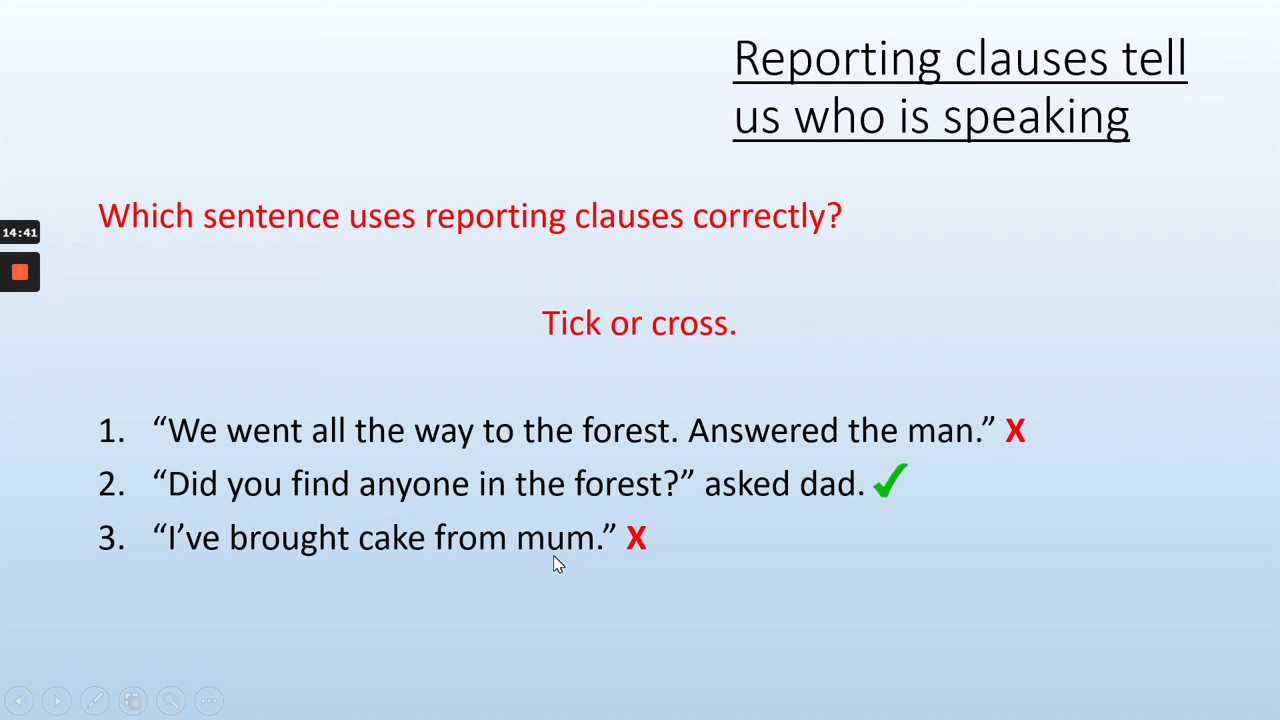 Reporting clauses tell
us who is speaking
Which sentence uses reporting clauses correctly?
14:41
Tick or cross.
1. “We went all the way to the forest. Answered the man.” X
2. “Did you find anyone in the forest?” asked dad. ✓
3. “I’ve brought cake from mum.” X